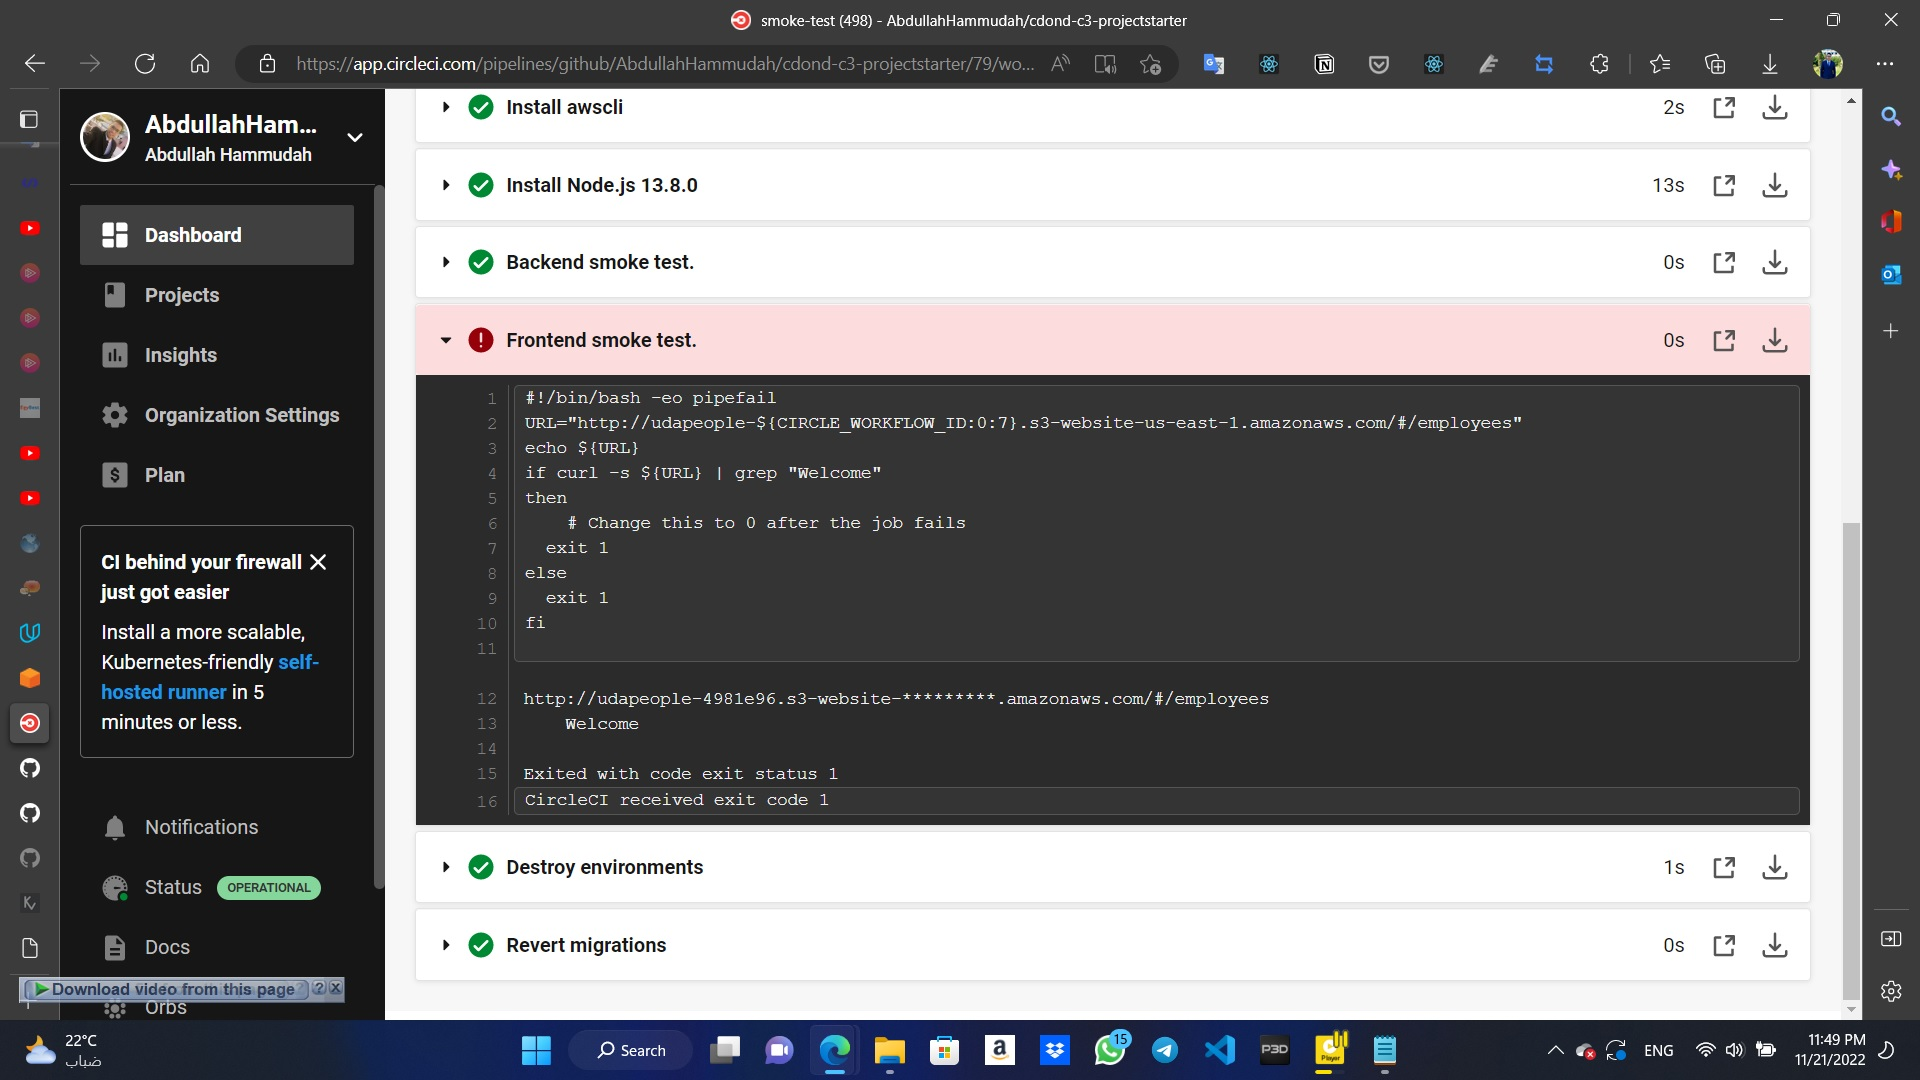 smoke-test (498) - AbdullahHammudah/cdond-c3-projectstarter
https://app.circleci.com/pipelines/github/AbdullahHammudah/cdond-c3-projectstarter/79/wo...
AbdullahHam...
Abdullah Hammudah
Dashboard
Projects
Insights
Organization Settings
Plan
CI behind your firewall
just got easier
Install a more scalable,
Kubernetes-friendly self-
hosted runner in 5
minutes or less.
Notifications
Status OPERATIONAL
Docs
Download video from this page
Orbs
Install awscli 2s
Install Node.js 13.8.0 13s
Backend smoke test. 0s
Frontend smoke test. 0s
1 #!/bin/bash -eo pipefail
2 URL="http://udapeople-${CIRCLE_WORKFLOW_ID:0:7}.s3-website-us-east-1.amazonaws.com/#/employees"
3 echo ${URL}
4 if curl -s ${URL} | grep "Welcome"
5 then
6 # Change this to 0 after the job fails
7 exit 1
8 else
9 exit 1
10 fi
11
12 http://udapeople-4981e96.s3-website-*********.amazonaws.com/#/employees
13 Welcome
14
15 Exited with code exit status 1
16 CircleCI received exit code 1
Destroy environments 1s
Revert migrations 0s
22°C
ضباب
Search
15
P3D
Player
ENG
11:49 PM
11/21/2022